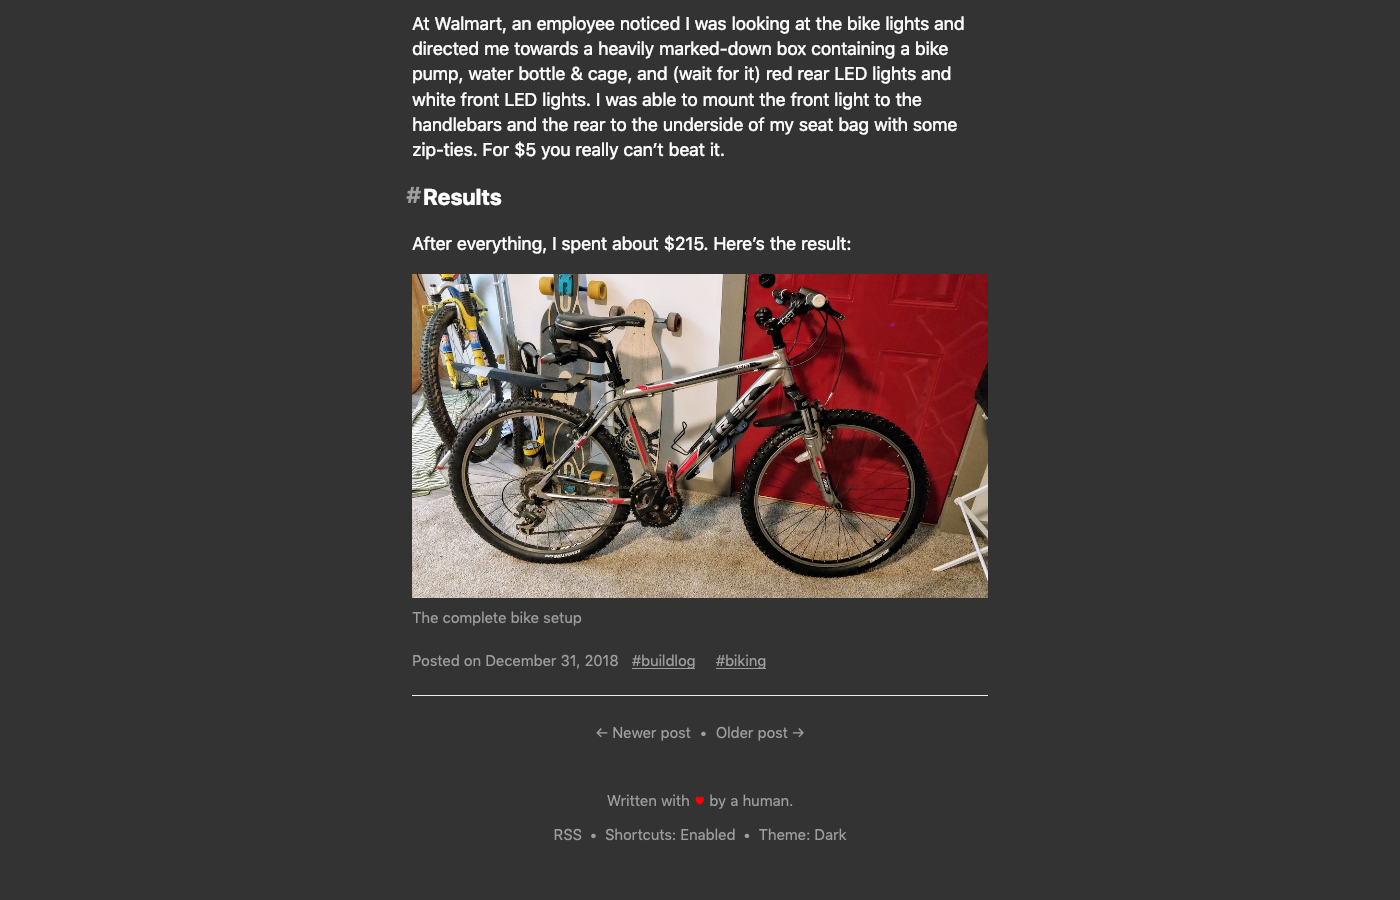 At Walmart, an employee noticed I was looking at the bike lights and
directed me towards a heavily marked-down box containing a bike
pump, water bottle & cage, and (wait for it) red rear LED lights and
white front LED lights. I was able to mount the front light to the
handlebars and the rear to the underside of my seat bag with some
zip-ties. For $5 you really can’t beat it.
#Results
After everything, I spent about $215. Here’s the result:
TREK
The complete bike setup
Posted on December 31, 2018 #buildlog #biking
← Newer post • Older post →
Written with ♥ by a human.
RSS • Shortcuts: Enabled • Theme: Dark